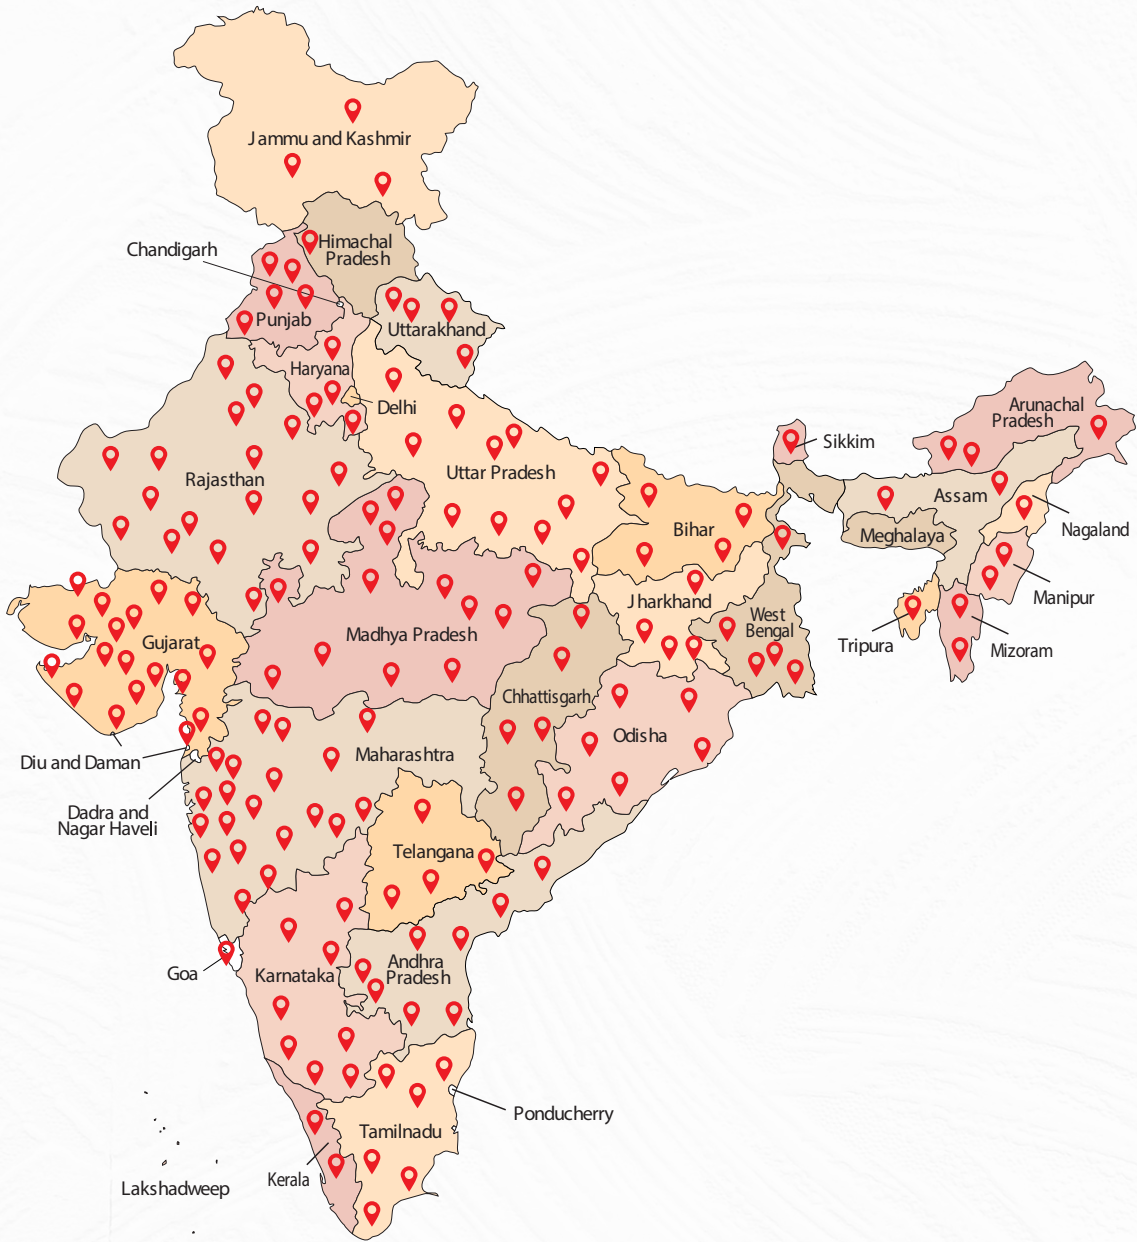 Jammu and Kashmir
Himachal
Pradesh
Chandigarh
Punjab
Uttarakhand
Haryana
Delhi
Rajasthan
Uttar Pradesh
Sikkim
Arunachal
Pradesh
Assam
Nagaland
Meghalaya
Bihar
Manipur
Tripura
Mizoram
Jharkhand
West
Bengal
Gujarat
Madhya Pradesh
Chhattisgarh
Odisha
Diu and Daman
Maharashtra
Dadra and
Nagar Haveli
Telangana
Goa
Karnataka
Andhra
Pradesh
Ponducherry
Tamilnadu
Kerala
Lakshadweep